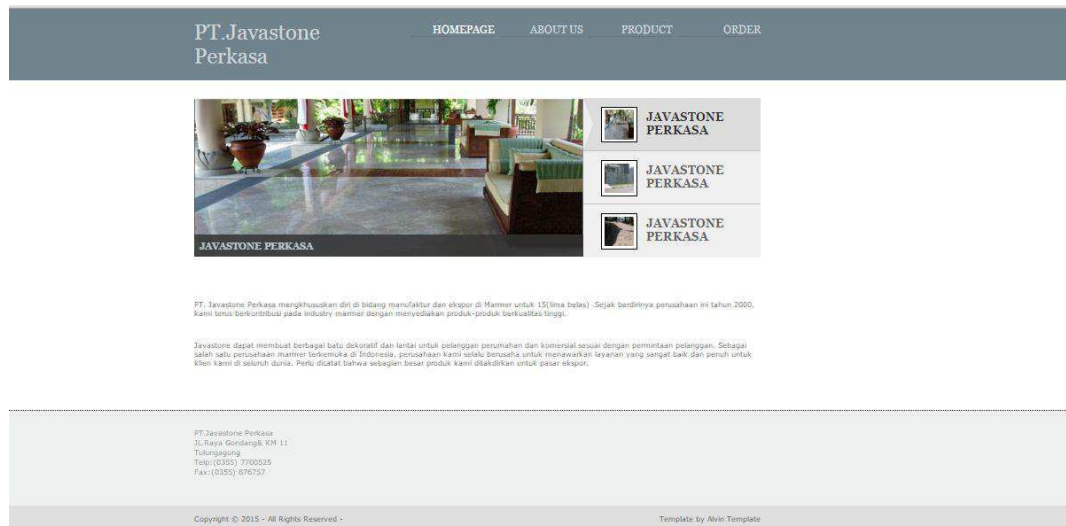 PT.Javastone
Perkasa
HOMEPAGE ABOUT US PRODUCT ORDER
JAVASTONE
PERKASA
JAVASTONE
PERKASA
JAVASTONE
PERKASA
JAVASTONE PERKASA
PT. Javastone Perkasa mengkhususkan diri di bidang manufaktur dan ekspor di Marmer untuk 15(lima belas) .Sejak berdirinya perusahaan ini tahun 2000,
kami terus berkontribusi pada industry marmer dengan menyediakan produk-produk berkualitas tinggi.
Javastone dapat membuat berbagai batu dekoratif dan lantai untuk pelanggan perumahan dan komersial sesuai dengan permintaan pelanggan. Sebagai
salah satu perusahaan marmer terkemuka di Indonesia, perusahaan kami selalu berusaha untuk menawarkan layanan yang sangat baik dan penuh untuk
klien kami di seluruh dunia. Perlu dicatat bahwa sebagian besar produk kami ditakdirkan untuk pasar ekspor.
PT.Javastone Perkasa
JL.Raya Gondang& KM 11
Tulungagung
Telp:(0355) 7700525
Fax:(0355) 876757
Copyright © 2015 - All Rights Reserved -
Template by Alvin Template